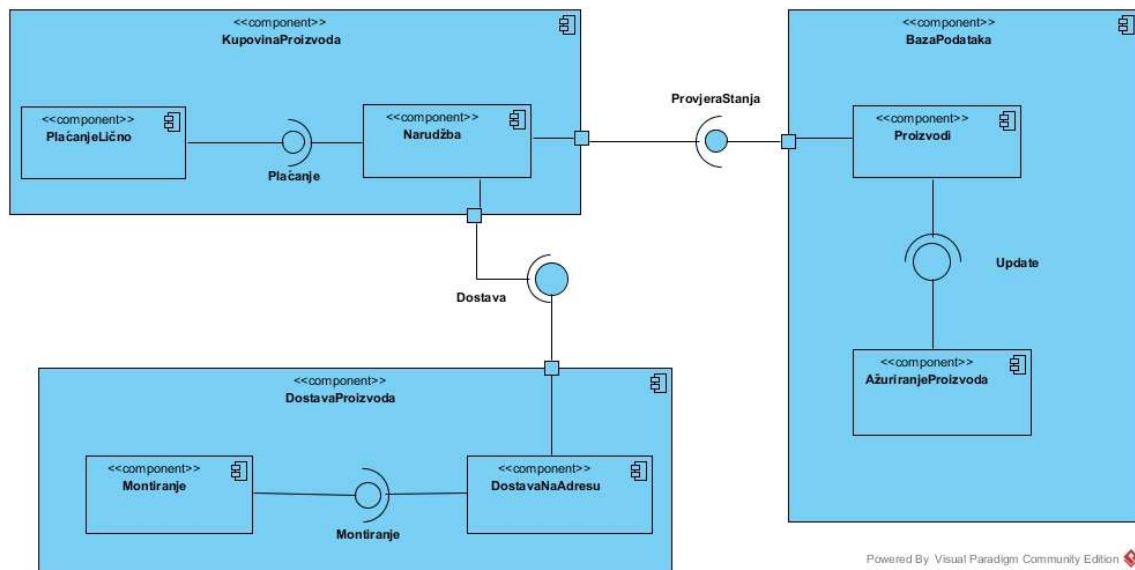 <<component>>
KupovinaProizvoda
<<component>>
PlaćanjeLično
Plaćanje
<<component>>
Narudžba
ProvjeraStanja
<<component>>
BazaPodataka
<<component>>
Proizvodi
Update
<<component>>
AžuriranjeProizvoda
Dostava
<<component>>
DostavaProizvoda
<<component>>
Montiranje
Montiranje
<<component>>
DostavaNaAdresu
Powered By Visual Paradigm Community Edition